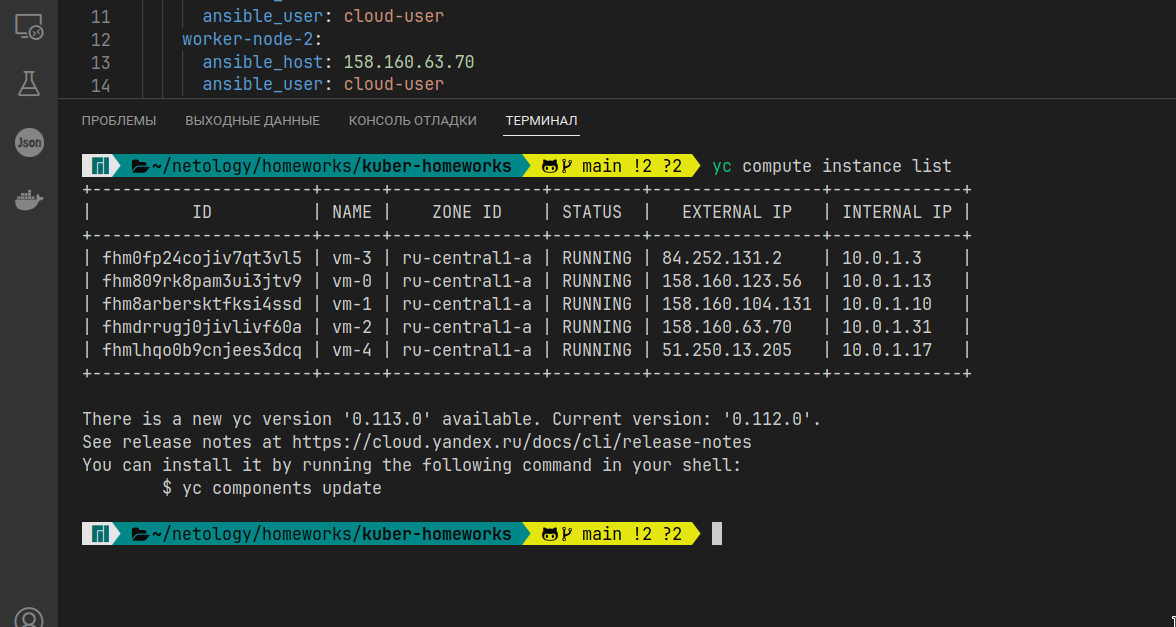 11 ansible_user: cloud-user
12 worker-node-2:
13 ansible_host: 158.160.63.70
14 ansible_user: cloud-user
Json
ПРОБЛЕМЫ ВЫХОДНЫЕ ДАННЫЕ КОНСОЛЬ ОТЛАДКИ ТЕРМИНАЛ
~/netology/homeworks/kuber-homeworks main !2 ?2 yc compute instance list
+----------------------+------+---------------+---------+-----------------+-------------+
| ID | NAME | ZONE ID | STATUS | EXTERNAL IP | INTERNAL IP |
+----------------------+------+---------------+---------+-----------------+-------------+
| fhm0fp24cojiv7qt3vl5 | vm-3 | ru-central1-a | RUNNING | 84.252.131.2 | 10.0.1.3 |
| fhm809rk8pam3ui3jtv9 | vm-0 | ru-central1-a | RUNNING | 158.160.123.56 | 10.0.1.13 |
| fhm8arbersktfksi4ssd | vm-1 | ru-central1-a | RUNNING | 158.160.104.131 | 10.0.1.10 |
| fhmdrrugj0jivlivf60a | vm-2 | ru-central1-a | RUNNING | 158.160.63.70 | 10.0.1.31 |
| fhmlhqo0b9cnjees3dcq | vm-4 | ru-central1-a | RUNNING | 51.250.13.205 | 10.0.1.17 |
+----------------------+------+---------------+---------+-----------------+-------------+
There is a new yc version '0.113.0' available. Current version: '0.112.0'.
See release notes at https://cloud.yandex.ru/docs/cli/release-notes
You can install it by running the following command in your shell:
$ yc components update
~/netology/homeworks/kuber-homeworks main !2 ?2